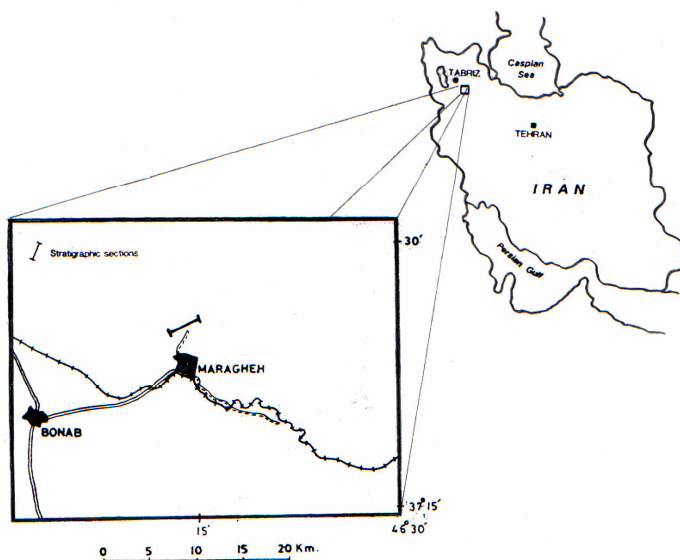 Caspian
Sea
TABRIZ
TEHRAN
IRAN
Persian Gulf
30'
Stratigraphic sections
MARAGHEH
BONAB
37°15'
15'
46°30'
0 5 10 15 20 Km.